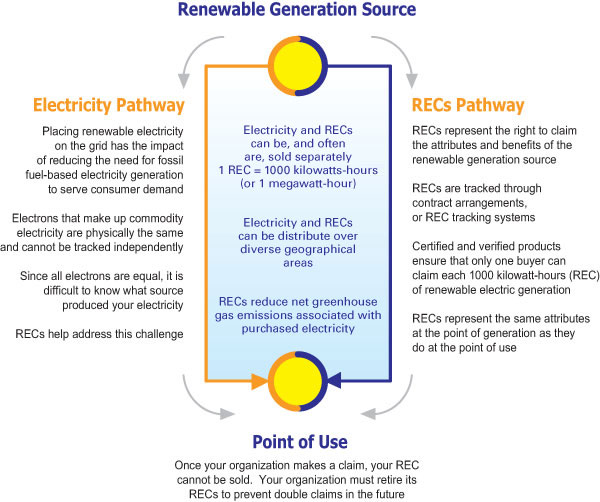 Renewable Generation Source
Electricity Pathway
Placing renewable electricity
on the grid has the impact
of reducing the need for fossil
fuel-based electricity generation
to serve consumer demand
Electrons that make up commodity
electricity are physically the same
and cannot be tracked independently
Since all electrons are equal, it is
difficult to know what source
produced your electricity
RECs help address this challenge
Electricity and RECs
can be, and often
are, sold separately
1 REC = 1000 kilowatts-hours
(or 1 megawatt-hour)
Electricity and RECs
can be distribute over
diverse geographical
areas
RECs reduce net greenhouse
gas emissions associated with
purchased electricity
RECs Pathway
RECs represent the right to claim
the attributes and benefits of the
renewable generation source
RECs are tracked through
contract arrangements,
or REC tracking systems
Certified and verified products
ensure that only one buyer can
claim each 1000 kilowatt-hours (REC)
of renewable electric generation
RECs represent the same attributes
at the point of generation as they
do at the point of use
Point of Use
Once your organization makes a claim, your REC
cannot be sold.  Your organization must retire its
RECs to prevent double claims in the future